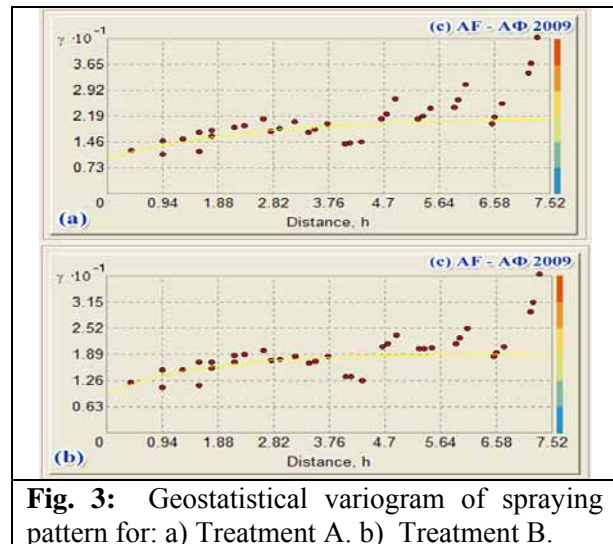 (c) AF - AΦ 2009
γ ·10⁻¹
3.65
2.92
2.19
1.46
0.73
0 0.94 1.88 2.82 3.76 4.7 5.64 6.58 7.52
Distance, h
(a)
(c) AF - AΦ 2009
γ ·10⁻¹
3.15
2.52
1.89
1.26
0.63
0 0.94 1.88 2.82 3.76 4.7 5.64 6.58 7.52
Distance, h
(b)
Fig. 3: Geostatistical variogram of spraying
pattern for: a) Treatment A. b) Treatment B.